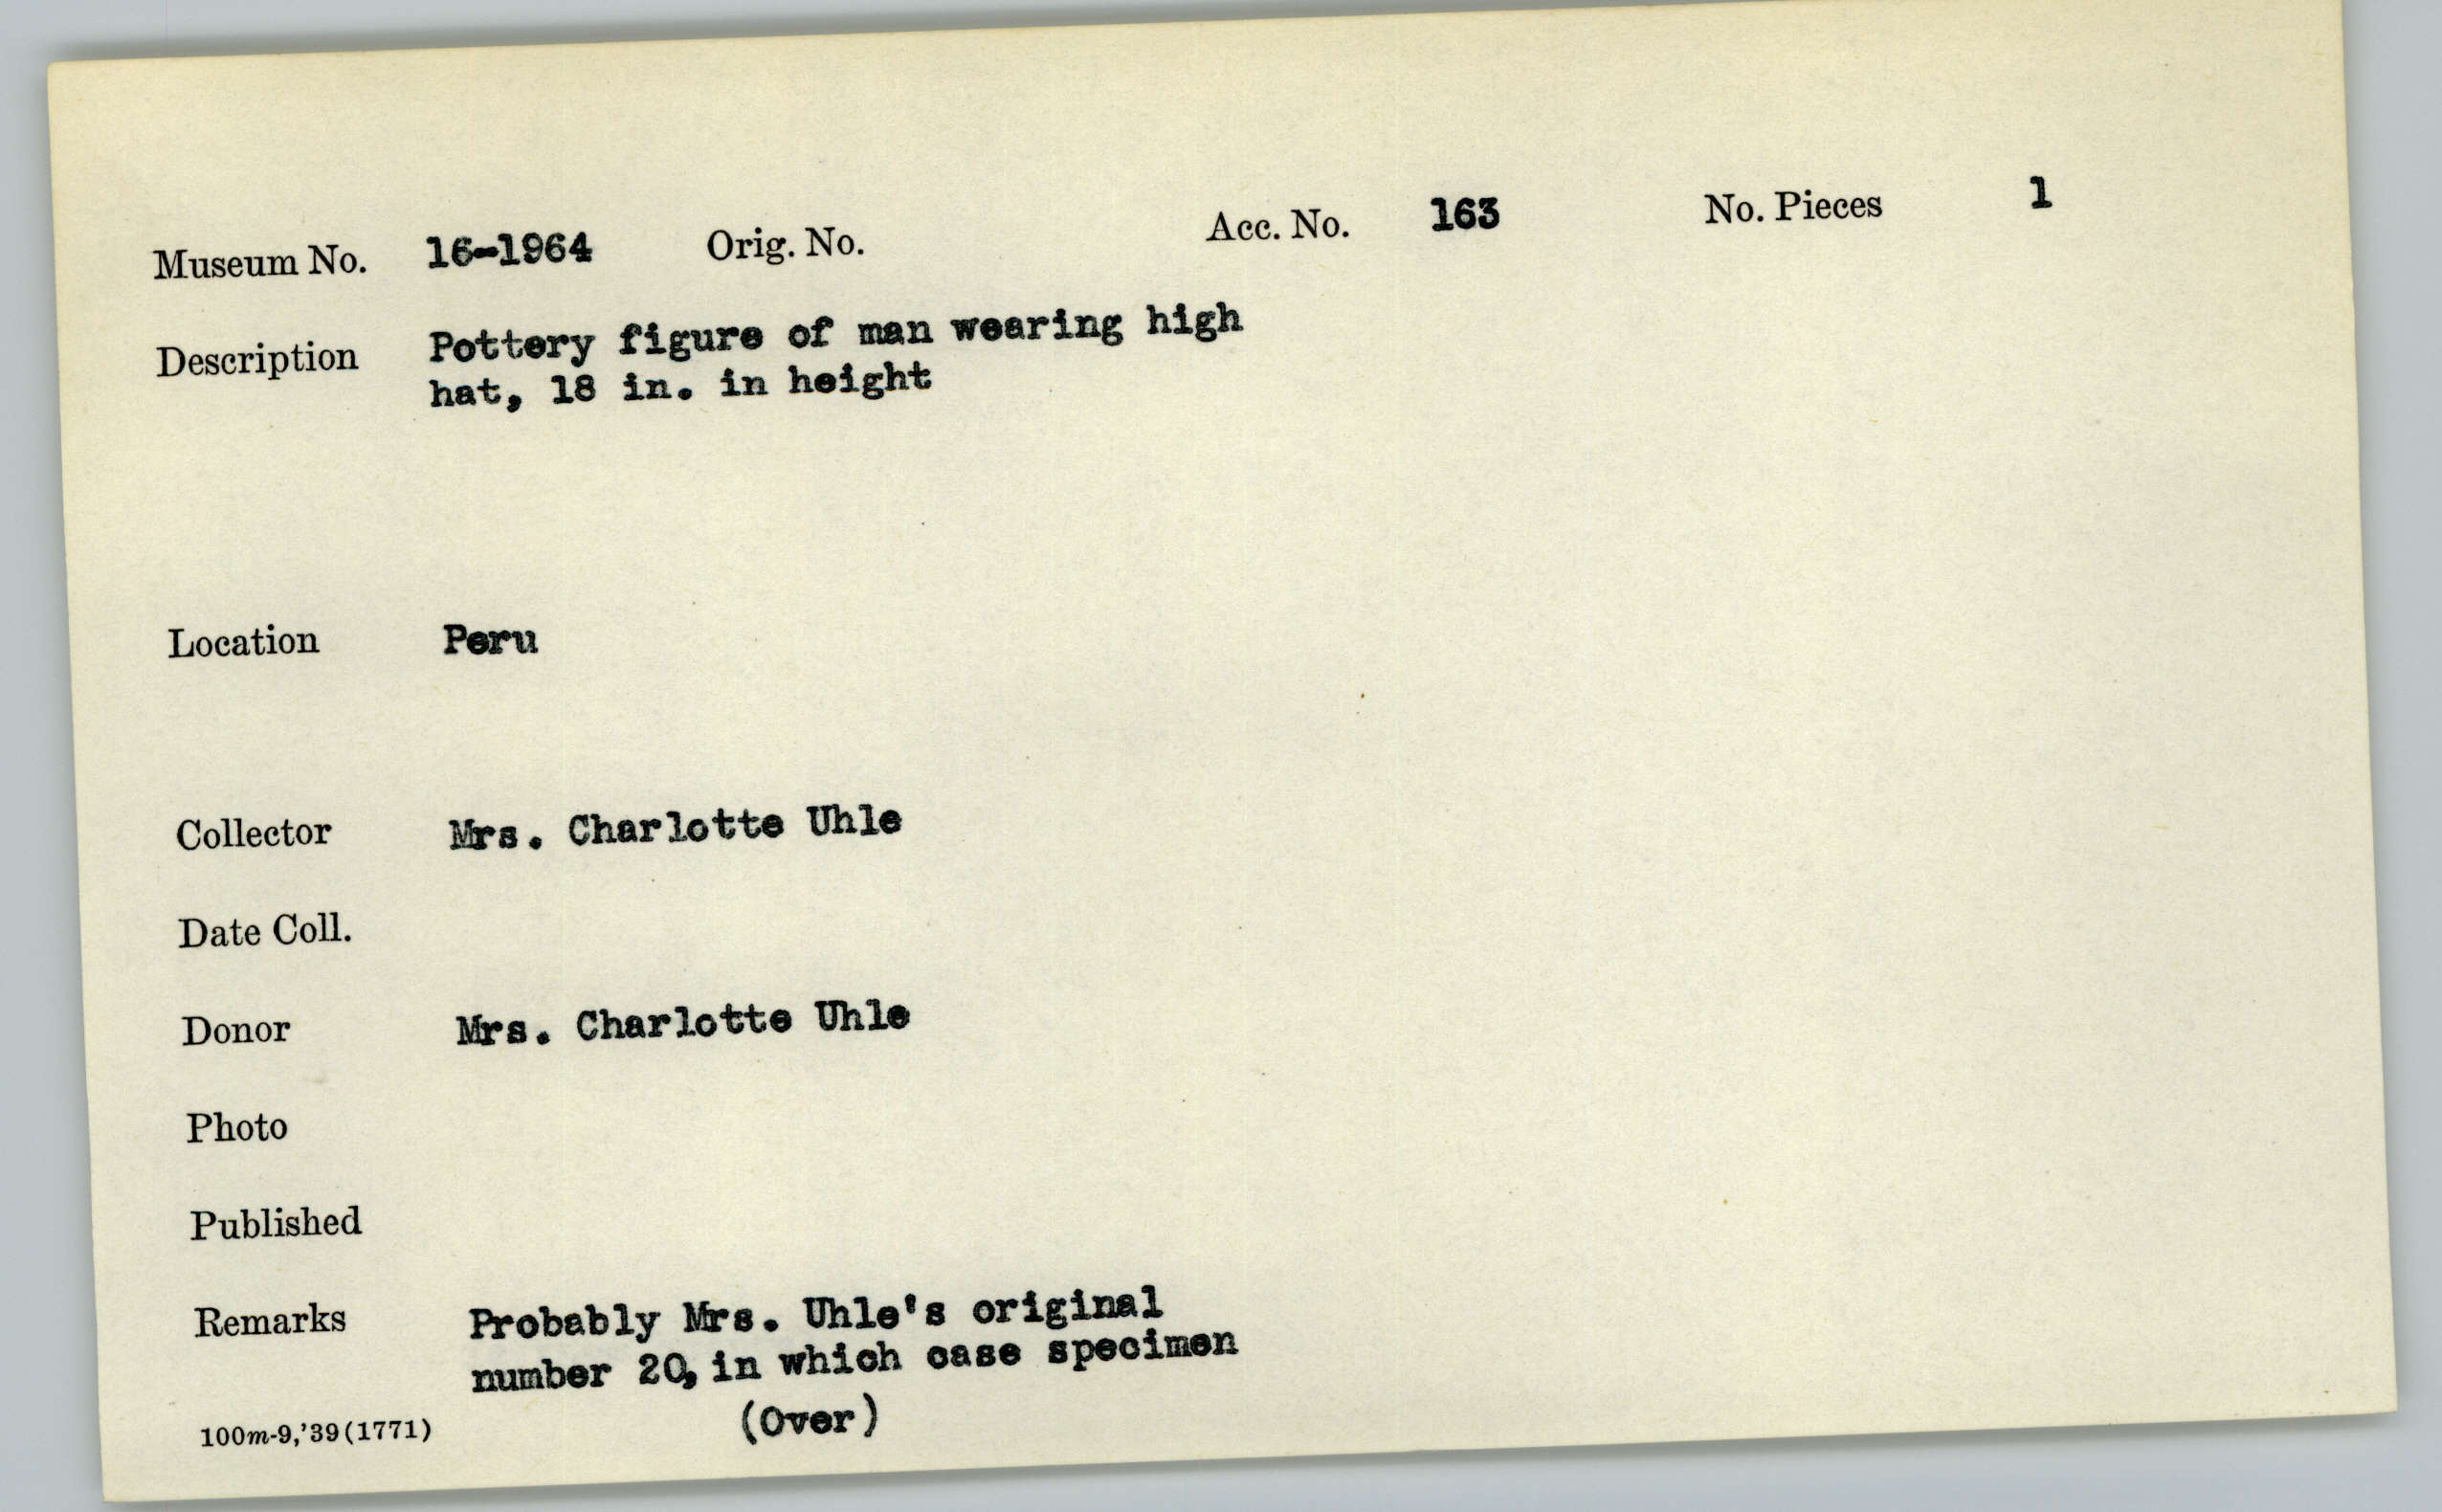 Museum No. 16-1964 Orig. No. Acc. No. 163 No. Pieces 1
Description Pottery figure of man wearing high
hat, 18 in. in height
Location Peru
Collector Mrs. Charlotte Uhle
Date Coll.
Donor Mrs. Charlotte Uhle
Photo
Published
Remarks Probably Mrs. Uhle's original
number 20, in which case specimen
(Over)
100m-9,'39(1771)